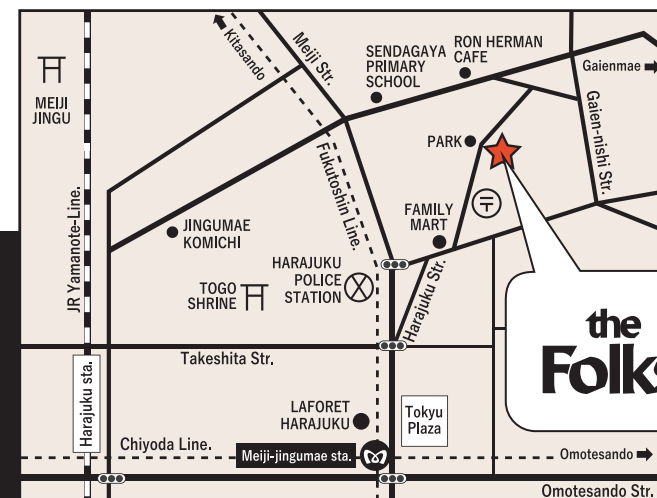 Kitasando
Meiji Str.
SENDAGAYA
PRIMARY
SCHOOL
RON HERMAN
CAFE
Gaienmae
MEIJI
JINGU
PARK
Gaien-nishi Str.
Fukutoshin Line.
JR Yamanote-Line.
JINGUMAE
KOMICHI
FAMILY
MART
HARAJUKU
POLICE
STATION
TOGO
SHRINE
Harajuku Str.
the
Folks
Takeshita Str.
Harajuku sta.
LAFORET
HARAJUKU
Tokyu
Plaza
Chiyoda Line.
Meiji-jingumae sta.
Omotesando
Omotesando Str.